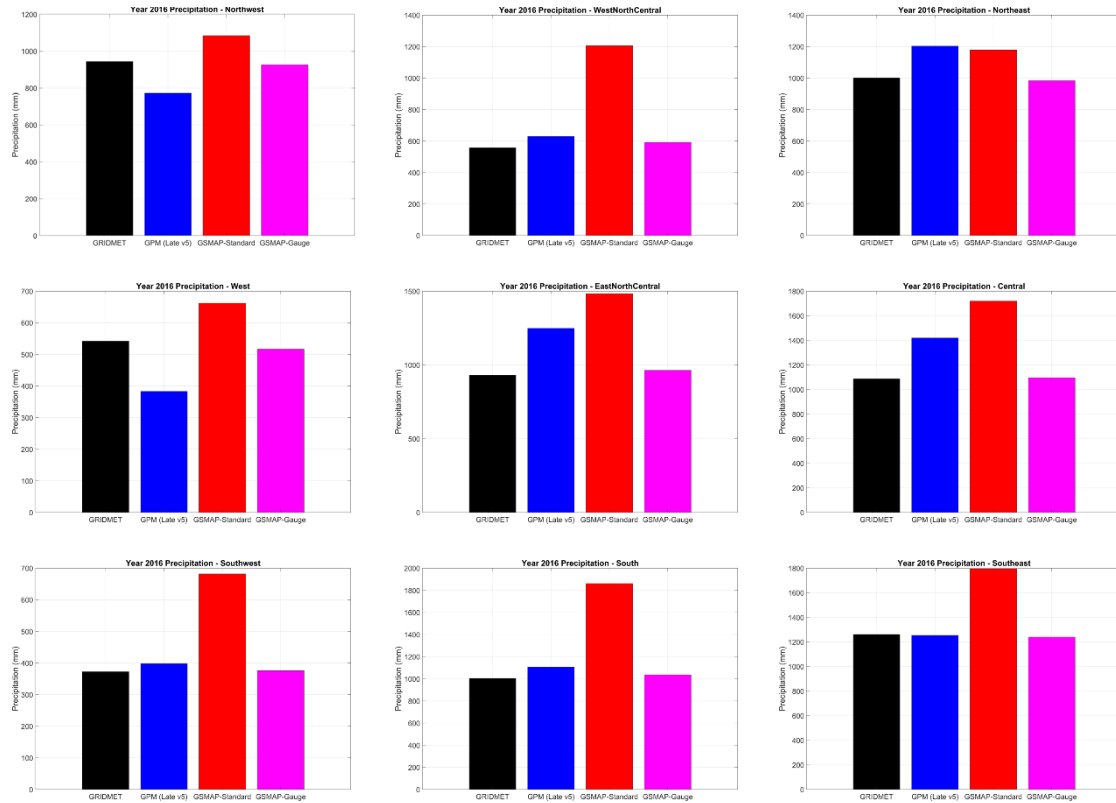 Year 2016 Precipitation - Northwest
1200
1000
800
600
400
200
0
Precipitation (mm)
GRIDMET GPM (Late v5) GSMAP-Standard GSMAP-Gauge
Year 2016 Precipitation - WestNorthCentral
1400
1200
1000
800
600
400
200
0
Precipitation (mm)
GRIDMET GPM (Late v5) GSMAP-Standard GSMAP-Gauge
Year 2016 Precipitation - Northeast
1400
1200
1000
800
600
400
200
0
Precipitation (mm)
GRIDMET GPM (Late v5) GSMAP-Standard GSMAP-Gauge
Year 2016 Precipitation - West
700
600
500
400
300
200
100
0
Precipitation (mm)
GRIDMET GPM (Late v5) GSMAP-Standard GSMAP-Gauge
Year 2016 Precipitation - EastNorthCentral
1500
1000
500
0
Precipitation (mm)
GRIDMET GPM (Late v5) GSMAP-Standard GSMAP-Gauge
Year 2016 Precipitation - Central
1800
1600
1400
1200
1000
800
600
400
200
0
Precipitation (mm)
GRIDMET GPM (Late v5) GSMAP-Standard GSMAP-Gauge
Year 2016 Precipitation - Southwest
700
600
500
400
300
200
100
0
Precipitation (mm)
GRIDMET GPM (Late v5) GSMAP-Standard GSMAP-Gauge
Year 2016 Precipitation - South
2000
1800
1600
1400
1200
1000
800
600
400
200
0
Precipitation (mm)
GRIDMET GPM (Late v5) GSMAP-Standard GSMAP-Gauge
Year 2016 Precipitation - Southeast
1800
1600
1400
1200
1000
800
600
400
200
0
Precipitation (mm)
GRIDMET GPM (Late v5) GSMAP-Standard GSMAP-Gauge